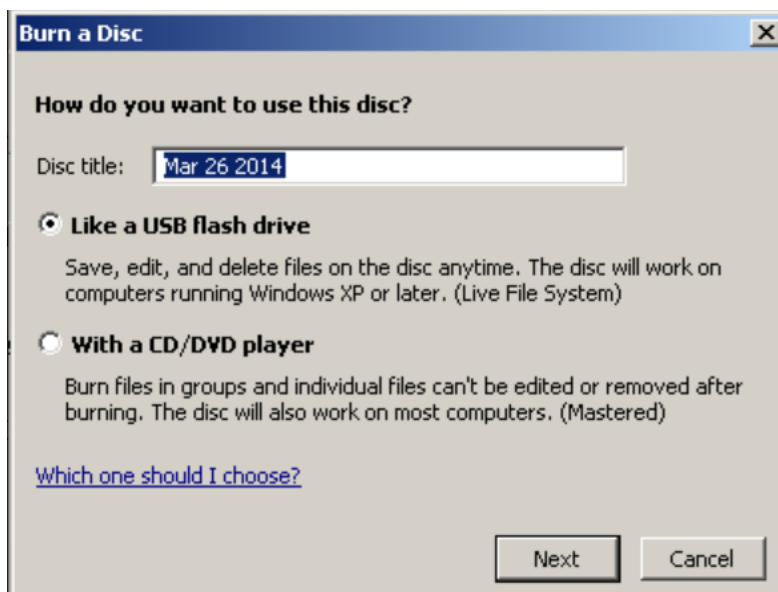 Burn a Disc
How do you want to use this disc?
Disc title: Mar 26 2014
Like a USB flash drive
Save, edit, and delete files on the disc anytime. The disc will work on
computers running Windows XP or later. (Live File System)
With a CD/DVD player
Burn files in groups and individual files can't be edited or removed after
burning. The disc will also work on most computers. (Mastered)
Which one should I choose?
Next Cancel